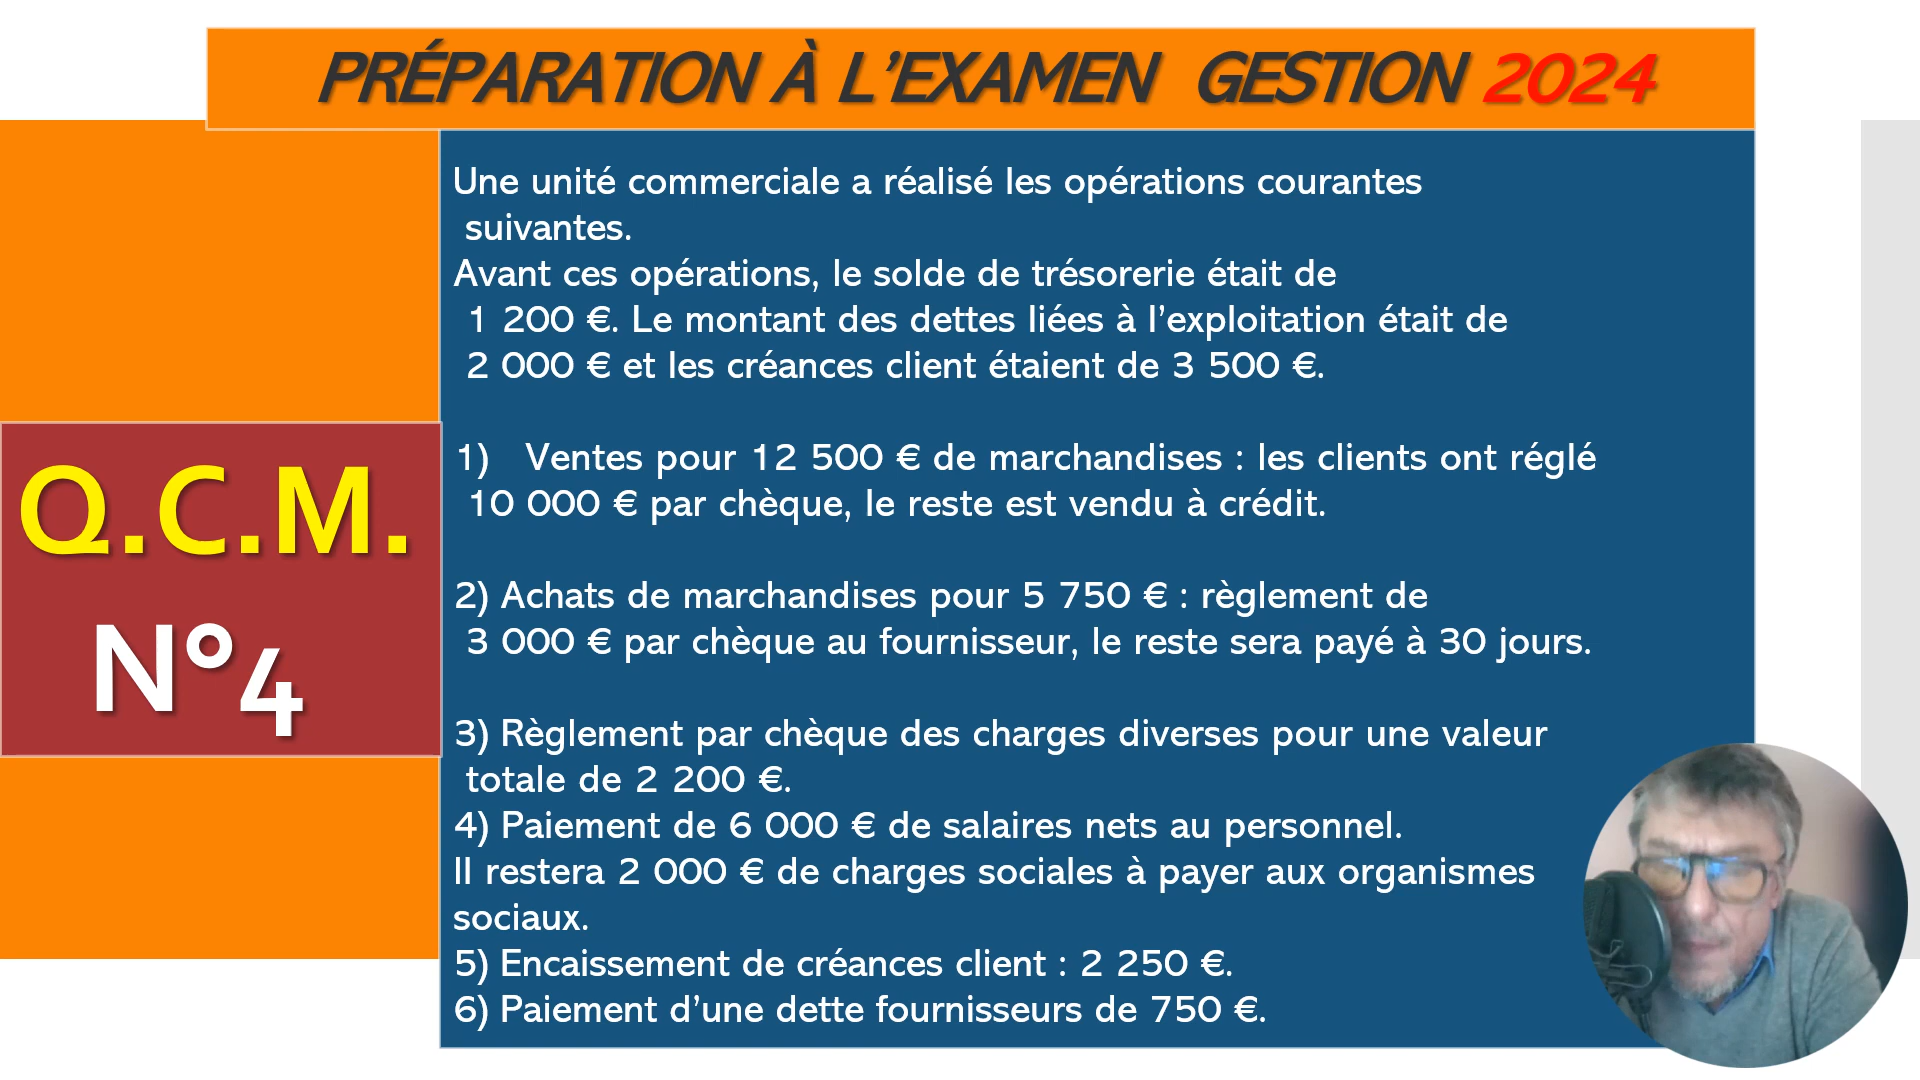 PRÉPARATION À L’EXAMEN GESTION 2024
Une unité commerciale a réalisé les opérations courantes
suivantes.
Avant ces opérations, le solde de trésorerie était de
1 200 €. Le montant des dettes liées à l’exploitation était de
2 000 € et les créances client étaient de 3 500 €.
1) Ventes pour 12 500 € de marchandises : les clients ont réglé
10 000 € par chèque, le reste est vendu à crédit.
2) Achats de marchandises pour 5 750 € : règlement de
3 000 € par chèque au fournisseur, le reste sera payé à 30 jours.
3) Règlement par chèque des charges diverses pour une valeur
totale de 2 200 €.
4) Paiement de 6 000 € de salaires nets au personnel.
Il restera 2 000 € de charges sociales à payer aux organismes
sociaux.
5) Encaissement de créances client : 2 250 €.
6) Paiement d’une dette fournisseurs de 750 €.
Q.C.M.
N°4